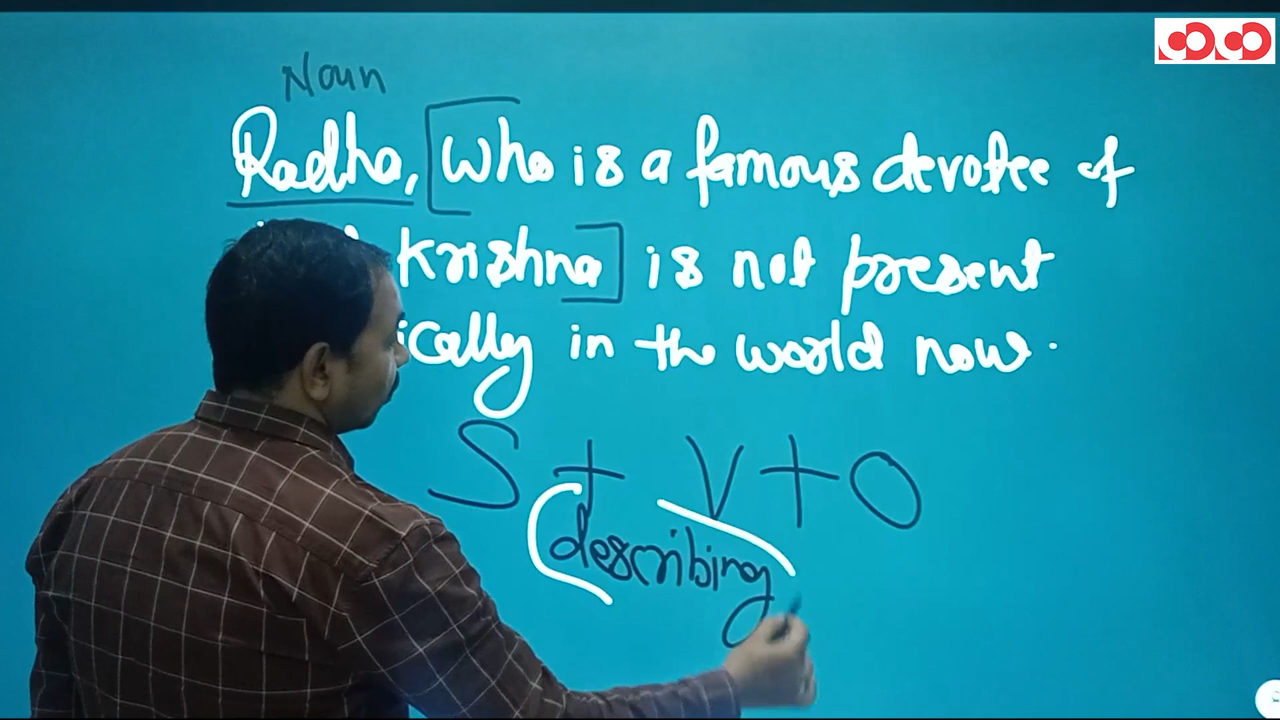 Noun
Radha, [Who is a famous devotee of
Krishna] is not present
ically in the world now.
S + V + O
(describing